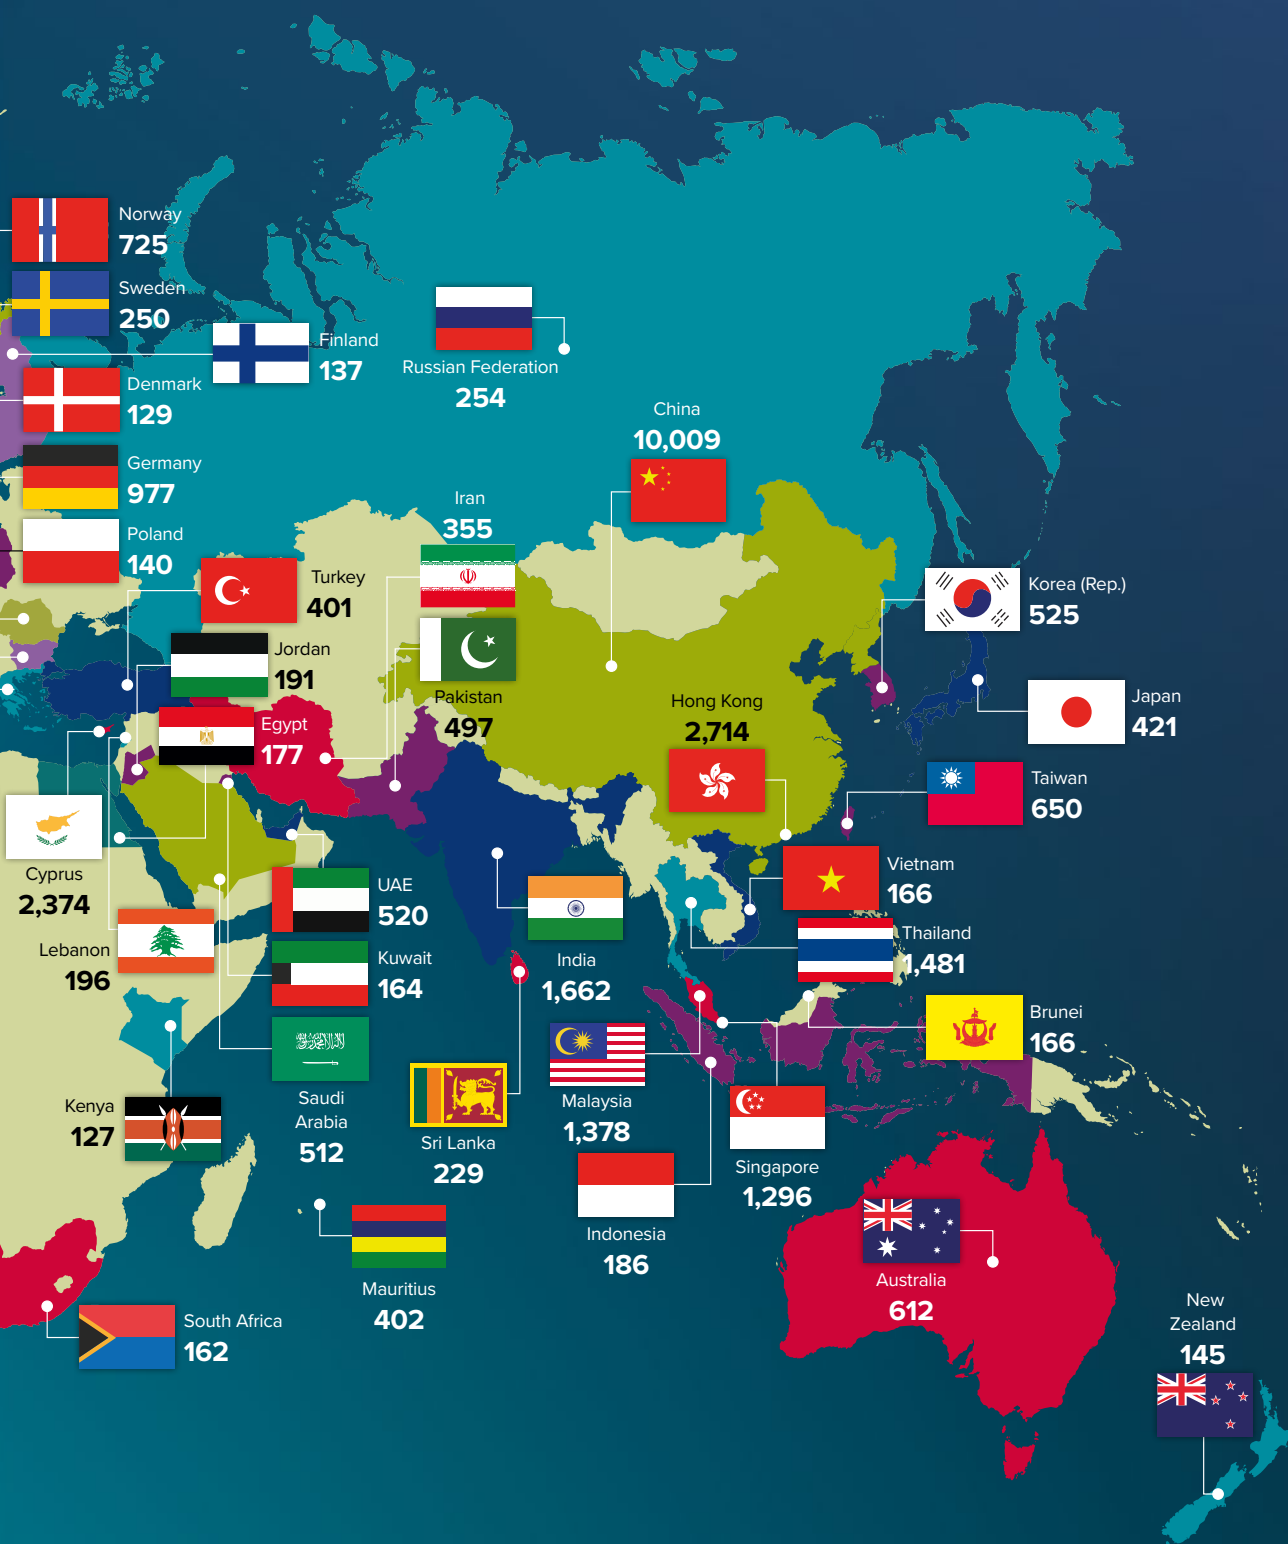 Norway
725
Sweden
250
Finland
137
Russian Federation
254
Denmark
129
China
10,009
Germany
977
Iran
355
Poland
140
Turkey
401
Korea (Rep.)
525
Jordan
191
Pakistan
497
Hong Kong
2,714
Japan
421
Egypt
177
Taiwan
650
Cyprus
2,374
UAE
520
Vietnam
166
Lebanon
196
Kuwait
164
India
1,662
Thailand
1,481
Brunei
166
Kenya
127
Saudi
Arabia
512
Sri Lanka
229
Malaysia
1,378
Singapore
1,296
Indonesia
186
Mauritius
402
Australia
612
South Africa
162
New
Zealand
145